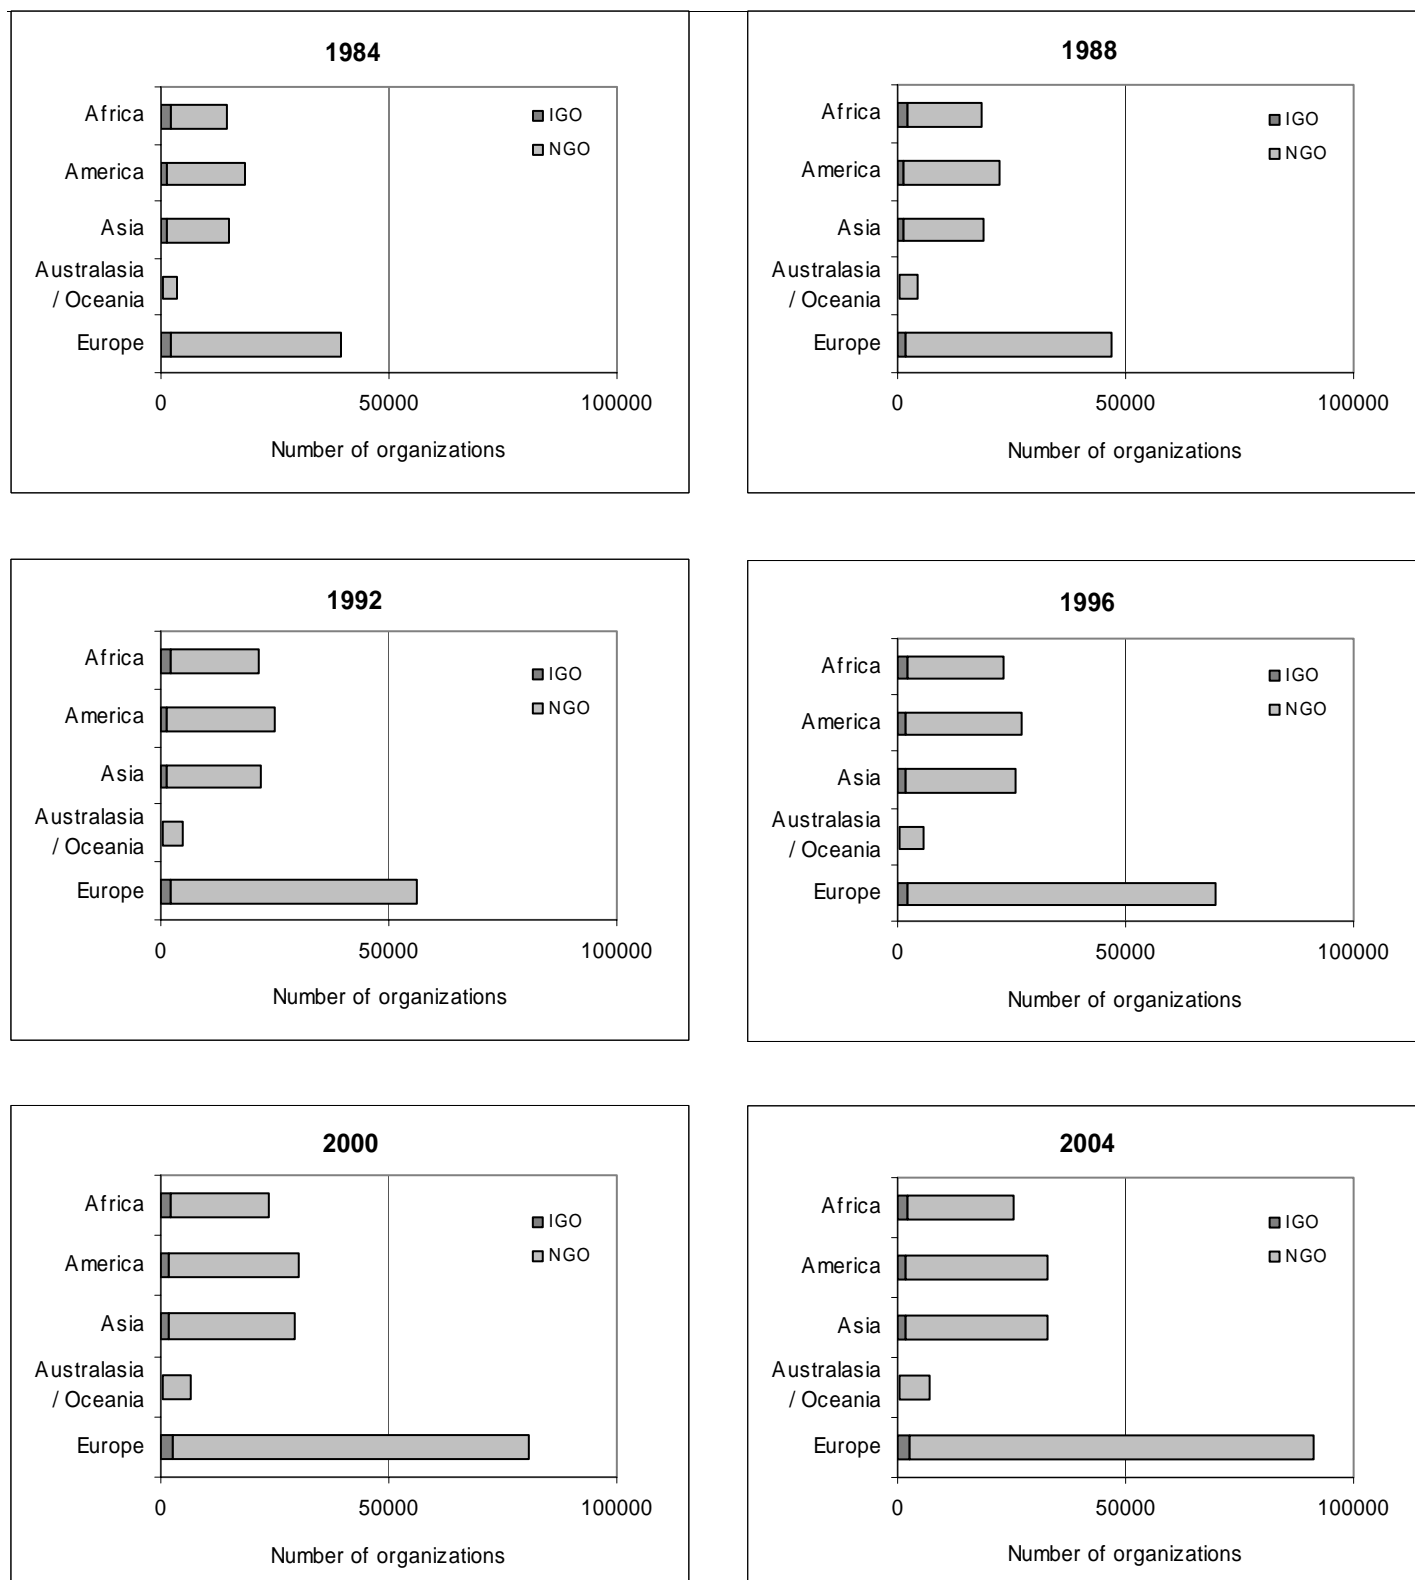 1984
Africa
America
Asia
Australasia
/ Oceania
Europe
IGO
NGO
0 50000 100000
Number of organizations
1988
Africa
America
Asia
Australasia
/ Oceania
Europe
IGO
NGO
0 50000 100000
Number of organizations
1992
Africa
America
Asia
Australasia
/ Oceania
Europe
IGO
NGO
0 50000 100000
Number of organizations
1996
Africa
America
Asia
Australasia
/ Oceania
Europe
IGO
NGO
0 50000 100000
Number of organizations
2000
Africa
America
Asia
Australasia
/ Oceania
Europe
IGO
NGO
0 50000 100000
Number of organizations
2004
Africa
America
Asia
Australasia
/ Oceania
Europe
IGO
NGO
0 50000 100000
Number of organizations